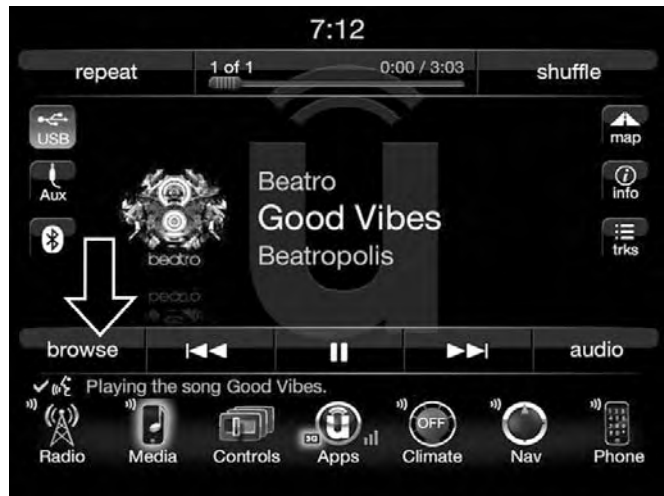 7:12
repeat
1 of 1
0:00 / 3:03
shuffle
USB
map
Aux
Beatro
info
Good Vibes
beatro
Beatropolis
trks
browse
audio
Playing the song Good Vibes.
OFF
3G
Radio
Media
Controls
Apps
Climate
Nav
Phone